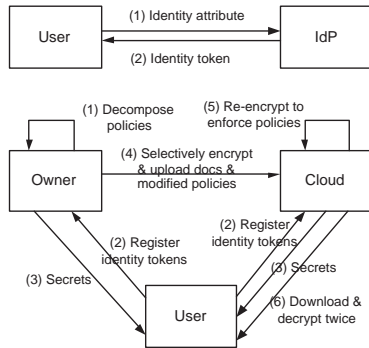 (1) Identity attribute
User
IdP
(2) Identity token
(1) Decompose
policies
(5) Re-encrypt to
enforce policies
(4) Selectively encrypt
& upload docs &
modified policies
Owner
Cloud
(2) Register
identity tokens
(2) Register
identity tokens
(3) Secrets
(3) Secrets
(6) Download &
decrypt twice
User